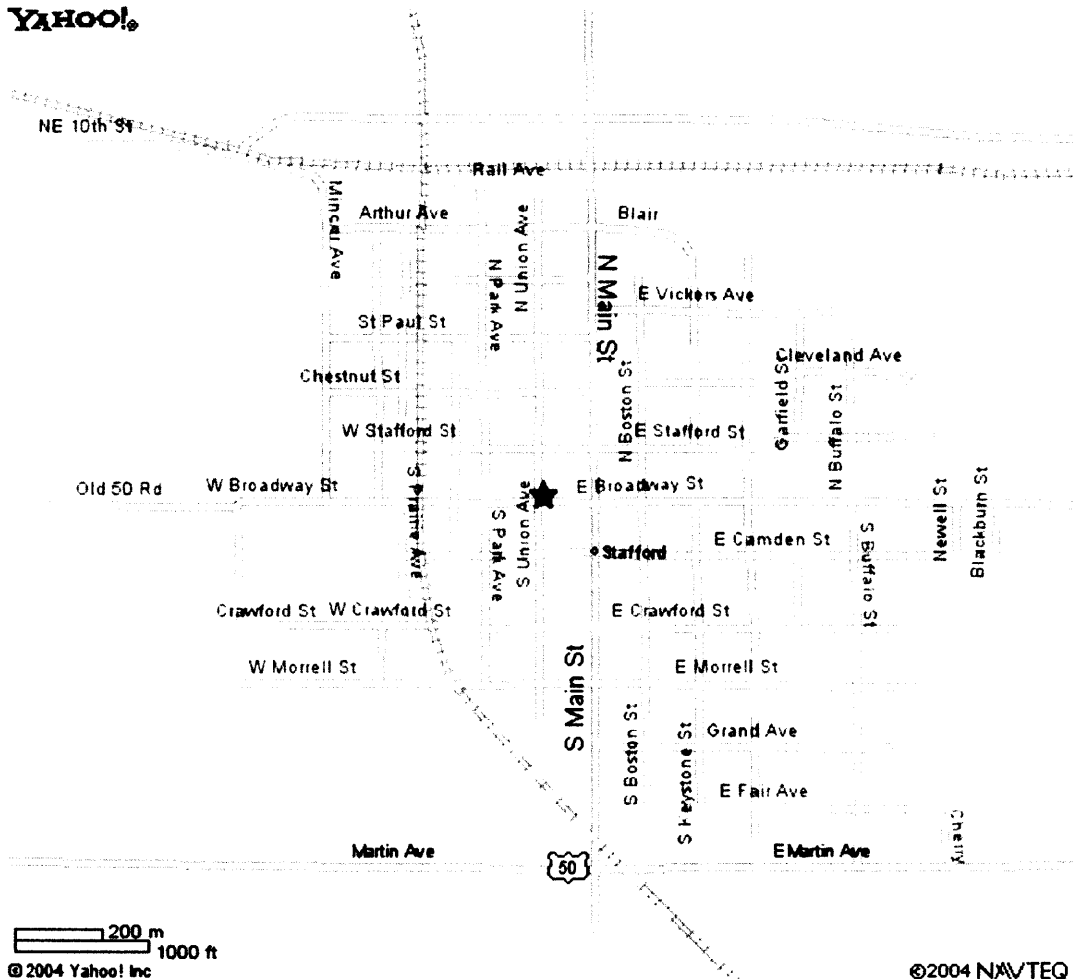 YAHOO!®
NE 10th St
Rail Ave
Mincer Ave
Arthur Ave
N Union Ave
Blair
N Park Ave
N Main St
E Vickers Ave
St Paul St
Cleveland Ave
Chestnut St
N Boston St
Garfield St
N Buffalo St
W Stafford St
E Stafford St
Old 50 Rd
W Broadway St
S Prairie Ave
S Union Ave
E Broadway St
Newell St
Blackburn St
S Park Ave
Stafford
E Camden St
S Buffalo St
Crawford St
W Crawford St
E Crawford St
W Morrell St
S Main St
E Morrell St
S Boston St
S Keystone St
Grand Ave
E Fair Ave
Cherry
Martin Ave
50
E Martin Ave
200 m
1000 ft
©2004 Yahoo! Inc
©2004 NAVTEQ